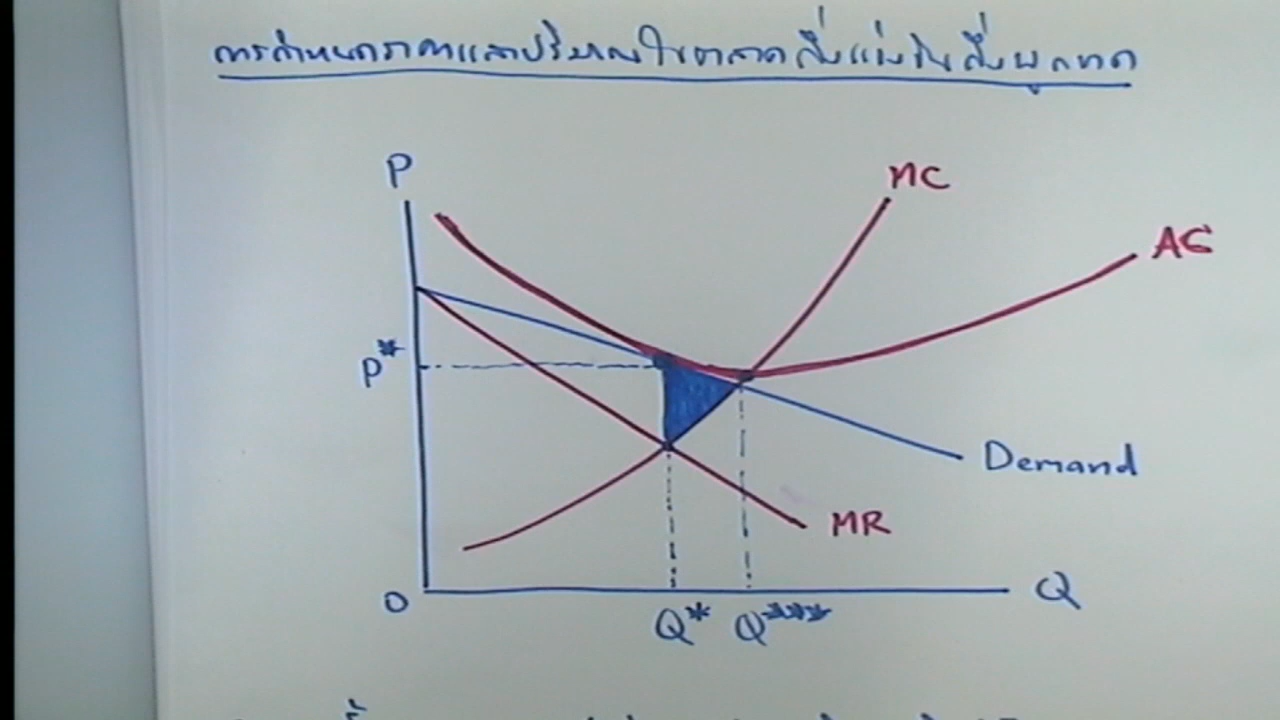 การกำหนดราคาและปริมาณในตลาดกึ่งแข่งขันกึ่งผูกขาด
P
MC
AC
P*
Demand
MR
O
Q
Q* Q***